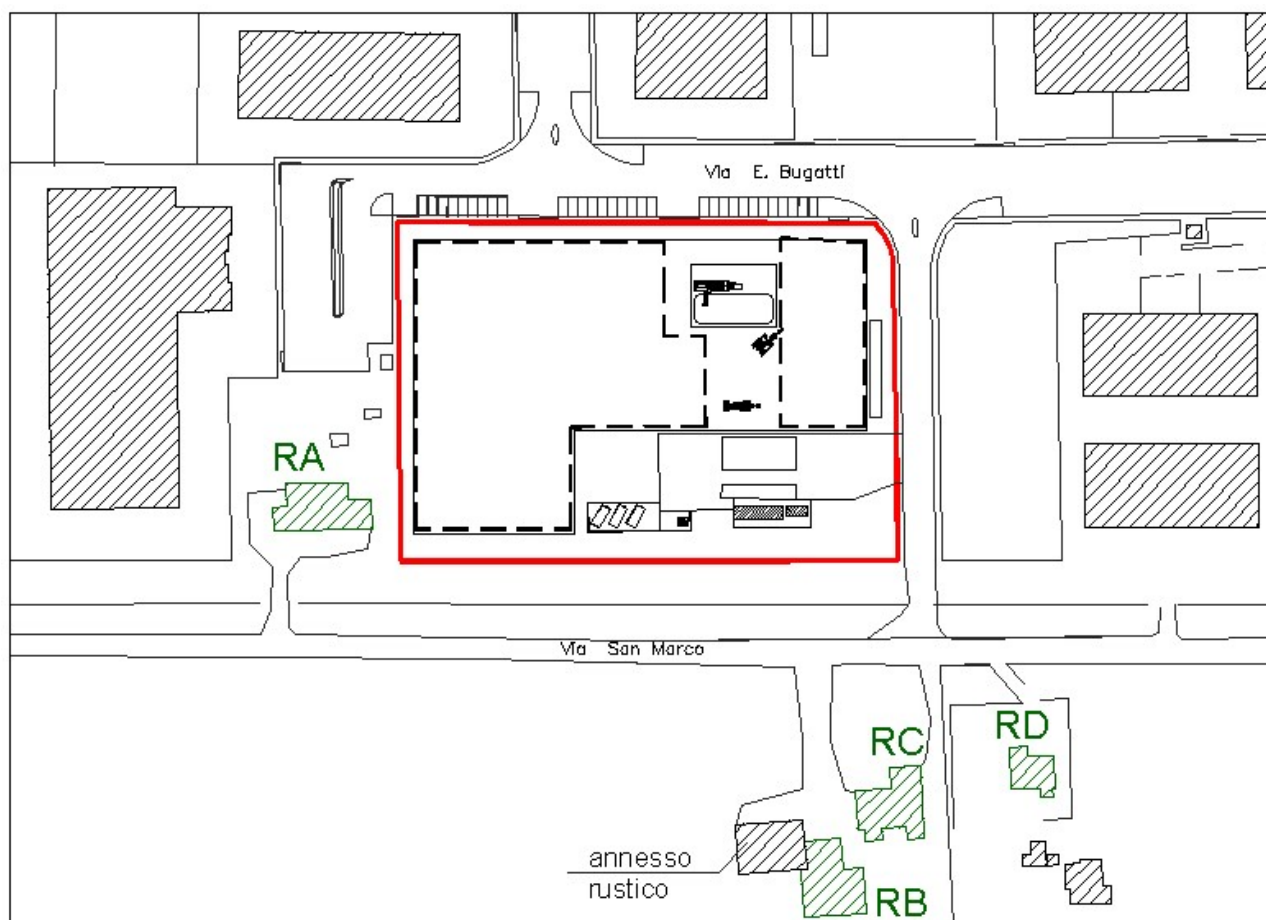 Via E. Bugatti
RA
Via San Marco
RC
RD
annesso
rustico
RB